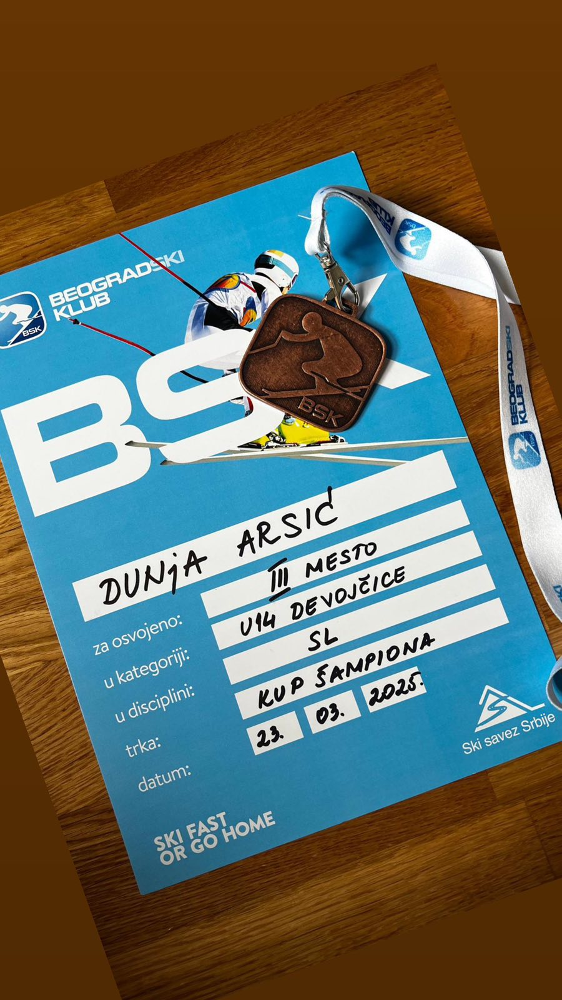 BEOGRADSKI
KLUB
BSK
BSK
BSK
DUNjA ARSIĆ
za osvojeno: III MESTO
u kategoriji: U14 DEVOJČICE
u disciplini: SL
trka: KUP ŠAMPIONA
datum: 23. 03. 2025.
SKI FAST
OR GO HOME
Ski savez Srbije
BEOGRADSKI
KLUB
BSK